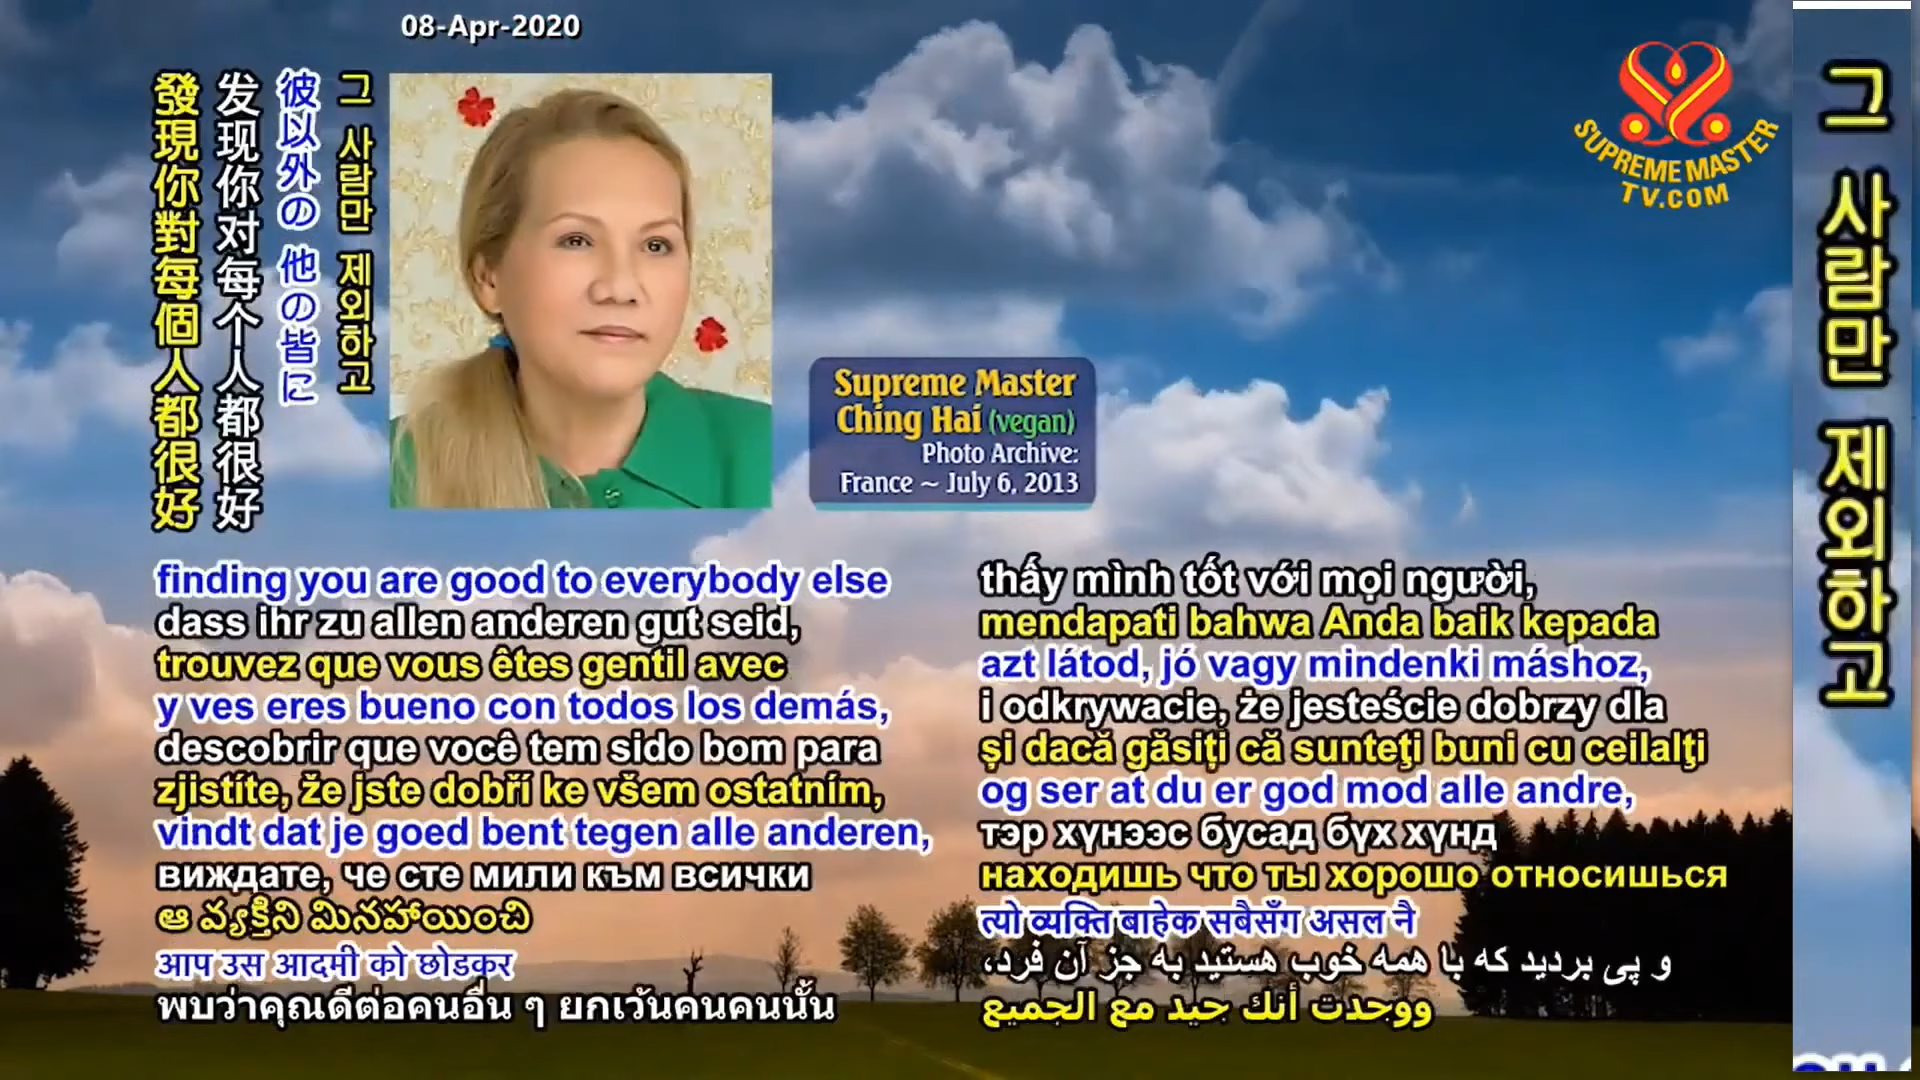 08-Apr-2020
發現你對每個人都很好
发现你对每个人都很好
彼以外の 他の皆に
그 사람만 제외하고
SUPREME MASTER
TV.COM
Supreme Master
Ching Hai (vegan)
Photo Archive:
France ~ July 6, 2013
finding you are good to everybody else
dass ihr zu allen anderen gut seid,
trouvez que vous êtes gentil avec
y ves eres bueno con todos los demás,
descobrir que você tem sido bom para
zjistíte, že jste dobří ke všem ostatním,
vindt dat je goed bent tegen alle anderen,
виждате, че сте мили към всички
ఆ వ్యక్తిని మినహాయించి
आप उस आदमी को छोडकर
พบว่าคุณดีต่อคนอื่น ๆ ยกเว้นคนคนนั้น
thấy mình tốt với mọi người,
mendapati bahwa Anda baik kepada
azt látod, jó vagy mindenki máshoz,
i odkrywacie, że jesteście dobrzy dla
și dacă găsiți că sunteţi buni cu ceilalţi
og ser at du er god mod alle andre,
тэр хүнээс бусад бүх хүнд
находишь что ты хорошо относишься
त्यो व्यक्ति बाहेक सबैसँग असल नै
و پی بردید که با همه خوب هستید به جز آن فرد،
ووجدت أنك جيد مع الجميع
그 사람만 제외하고